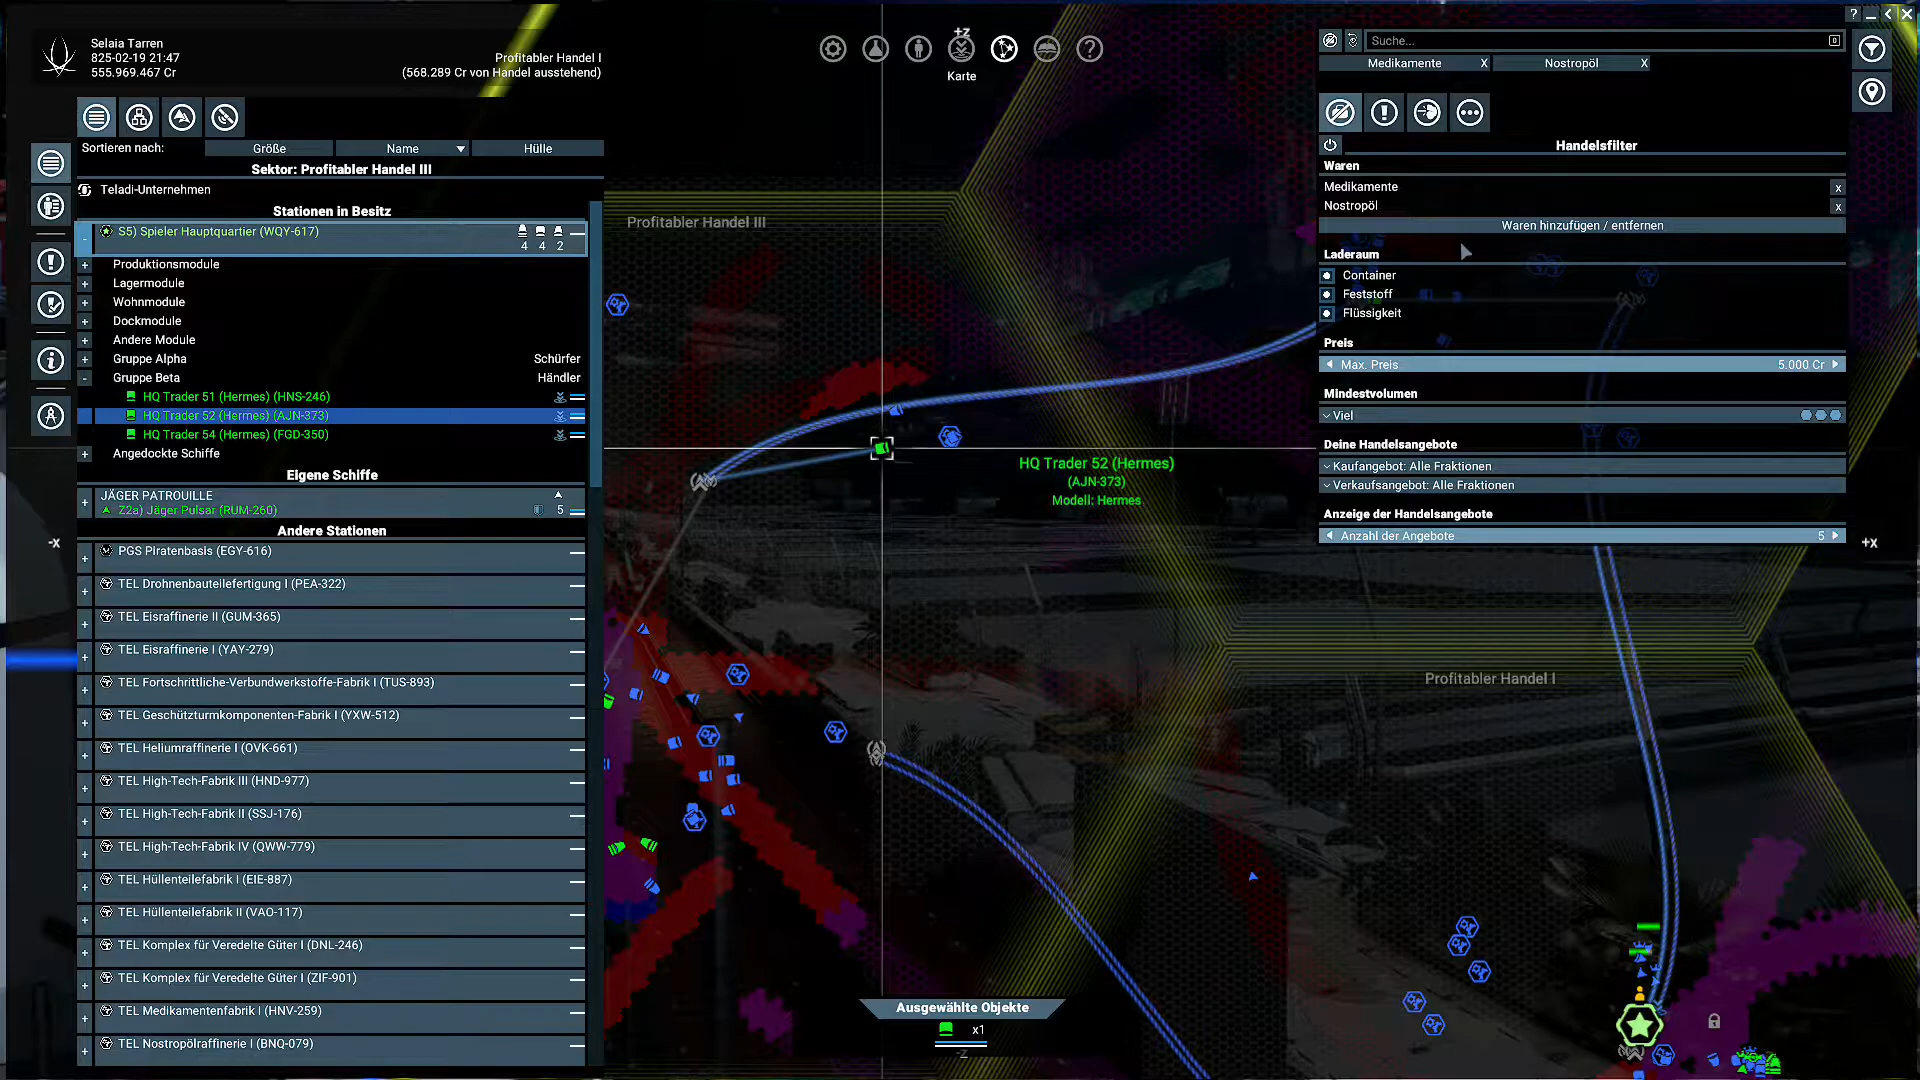 Selaia Tarren
825-02-19 21:47
555.969.467 Cr
Profitabler Handel I
(568.289 Cr von Handel ausstehend)
+Z
Karte
Sortieren nach:
Größe
Name
Hülle
Sektor: Profitabler Handel III
Teladi-Unternehmen
Stationen in Besitz
- S5) Spieler Hauptquartier (WQY-617)
4 4 2
+ Produktionsmodule
+ Lagermodule
+ Wohnmodule
+ Dockmodule
+ Andere Module
+ Gruppe Alpha Schürfer
- Gruppe Beta Händler
HQ Trader 51 (Hermes) (HNS-246)
HQ Trader 52 (Hermes) (AJN-373)
HQ Trader 54 (Hermes) (FGD-350)
+ Angedockte Schiffe
Eigene Schiffe
JÄGER PATROUILLE
+ Z2a) Jäger Pulsar (RUM-260) 5
Andere Stationen
+ PGS Piratenbasis (EGY-616)
+ TEL Drohnenbauteilefertigung I (PEA-322)
+ TEL Eisraffinerie II (GUM-365)
+ TEL Eisraffinerie I (YAY-279)
+ TEL Fortschrittliche-Verbundwerkstoffe-Fabrik I (TUS-893)
+ TEL Geschützturmkomponenten-Fabrik I (YXW-512)
+ TEL Heliumraffinerie I (OVK-661)
+ TEL High-Tech-Fabrik III (HND-977)
+ TEL High-Tech-Fabrik II (SSJ-176)
+ TEL High-Tech-Fabrik IV (QWW-779)
+ TEL Hüllenteilefabrik I (EIE-887)
+ TEL Hüllenteilefabrik II (VAO-117)
+ TEL Komplex für Veredelte Güter I (DNL-246)
+ TEL Komplex für Veredelte Güter I (ZIF-901)
+ TEL Medikamentenfabrik I (HNV-259)
+ TEL Nostropölraffinerie I (BNQ-079)
-X
Profitabler Handel III
HQ Trader 52 (Hermes)
(AJN-373)
Modell: Hermes
Profitabler Handel I
Ausgewählte Objekte
x1
-Z
Suche...
Medikamente X
Nostropöl X
Handelsfilter
Waren
Medikamente x
Nostropöl x
Waren hinzufügen / entfernen
Laderaum
Container
Feststoff
Flüssigkeit
Preis
Max. Preis 5.000 Cr
Mindestvolumen
Viel
Deine Handelsangebote
Kaufangebot: Alle Fraktionen
Verkaufsangebot: Alle Fraktionen
Anzeige der Handelsangebote
Anzahl der Angebote 5
+X